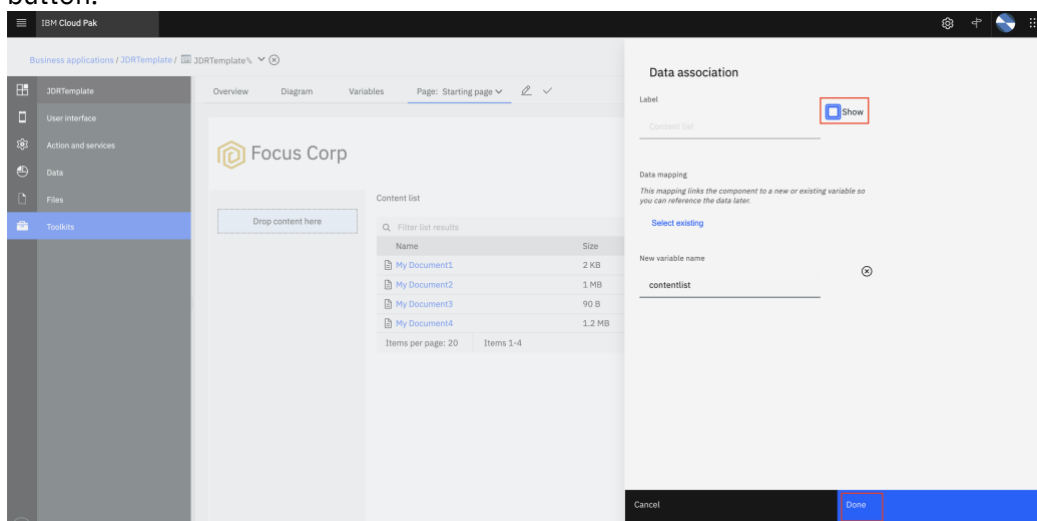 button.
IBM Cloud Pak
Business applications / JDRTemplate / JDRTemplate
JDRTemplate
User interface
Action and services
Data
Files
Toolkits
Overview Diagram Variables Page: Starting page
Focus Corp
Drop content here
Content list
Filter list results
Name Size
My Document1 2 KB
My Document2 1 MB
My Document3 90 B
My Document4 1.2 MB
Items per page: 20 Items 1-4
Data association
Label
Show
Content list
Data mapping
This mapping links the component to a new or existing variable so
you can reference the data later.
Select existing
New variable name
contentlist
Cancel Done